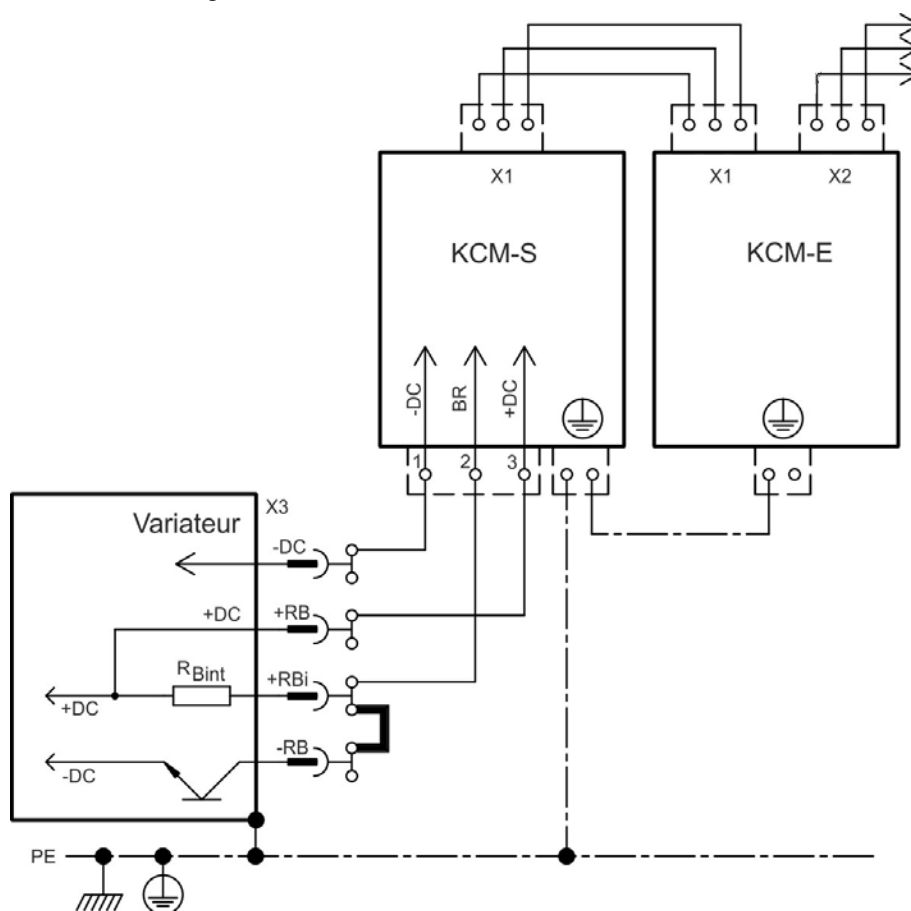 X1
X1 X2
KCM-S
KCM-E
-DC
BR
+DC
1 2 3
X3
Variateur
-DC
+DC
+RB
RBint
+RBi
+DC
-RB
-DC
PE